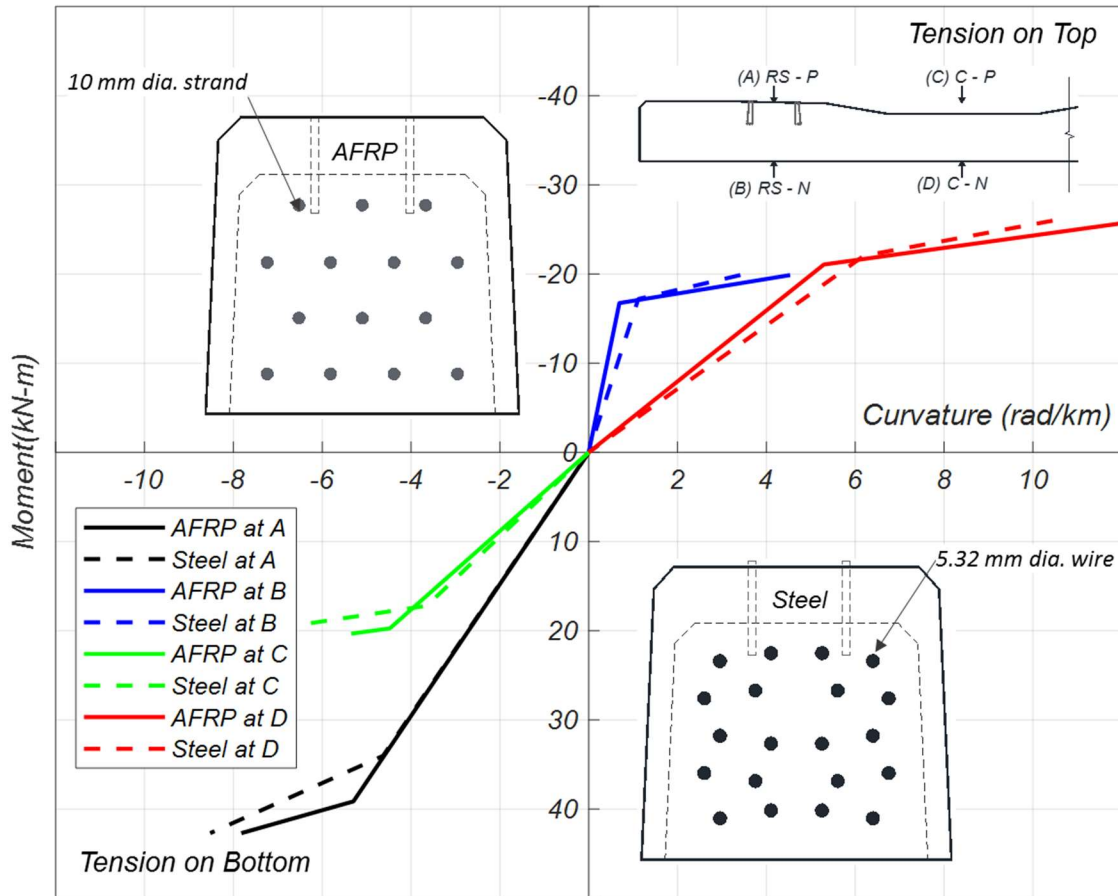 Tension on Top
10 mm dia. strand
(A) RS - P
(C) C - P
AFRP
(B) RS - N
(D) C - N
-40
-30
-20
-10
0
10
20
30
40
Moment(kN-m)
Curvature (rad/km)
-10
-8
-6
-4
-2
2
4
6
8
10
AFRP at A
Steel at A
AFRP at B
Steel at B
AFRP at C
Steel at C
AFRP at D
Steel at D
5.32 mm dia. wire
Steel
Tension on Bottom